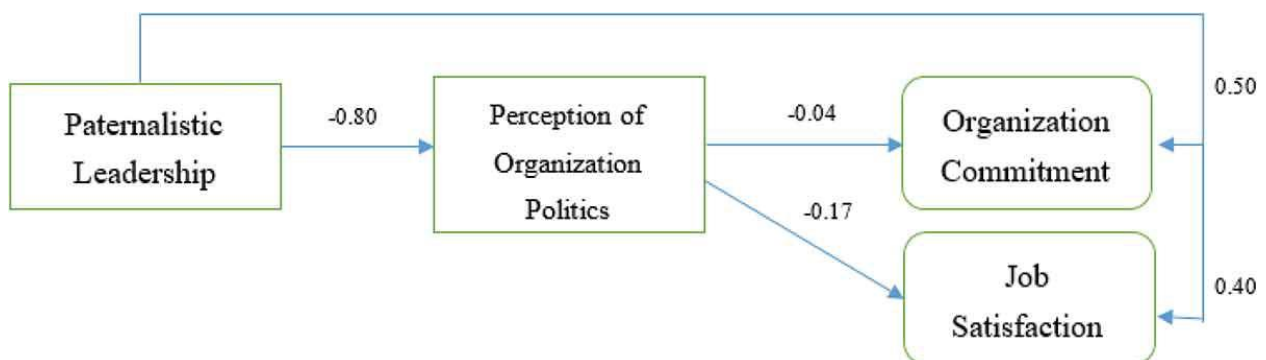 Paternalistic
Leadership
-0.80
Perception of
Organization
Politics
-0.04
-0.17
Organization
Commitment
0.50
Job
Satisfaction
0.40